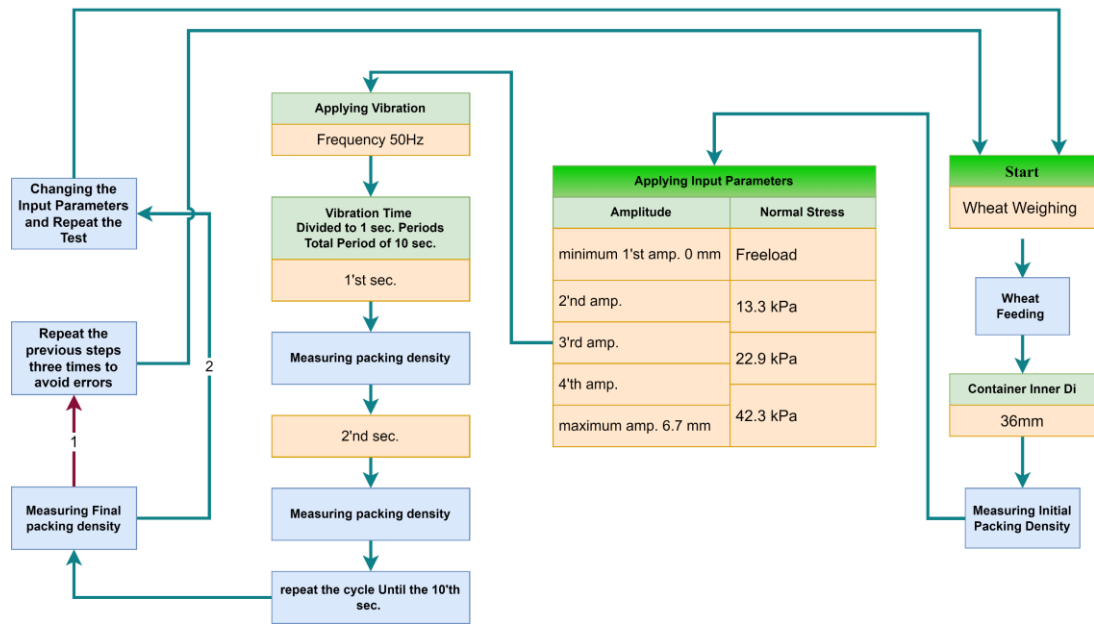 Start
Wheat Weighing
Wheat
Feeding
Container Inner Di
36mm
Measuring Initial
Packing Density
Applying Input Parameters
Amplitude
Normal Stress
minimum 1'st amp. 0 mm
2'nd amp.
3'rd amp.
4'th amp.
maximum amp. 6.7 mm
Freeload
13.3 kPa
22.9 kPa
42.3 kPa
Applying Vibration
Frequency 50Hz
Vibration Time
Divided to 1 sec. Periods
Total Period of 10 sec.
1'st sec.
Measuring packing density
2'nd sec.
Measuring packing density
repeat the cycle Until the 10'th
sec.
Measuring Final
packing density
1
Repeat the
previous steps
three times to
avoid errors
2
Changing the
Input Parameters
and Repeat the
Test